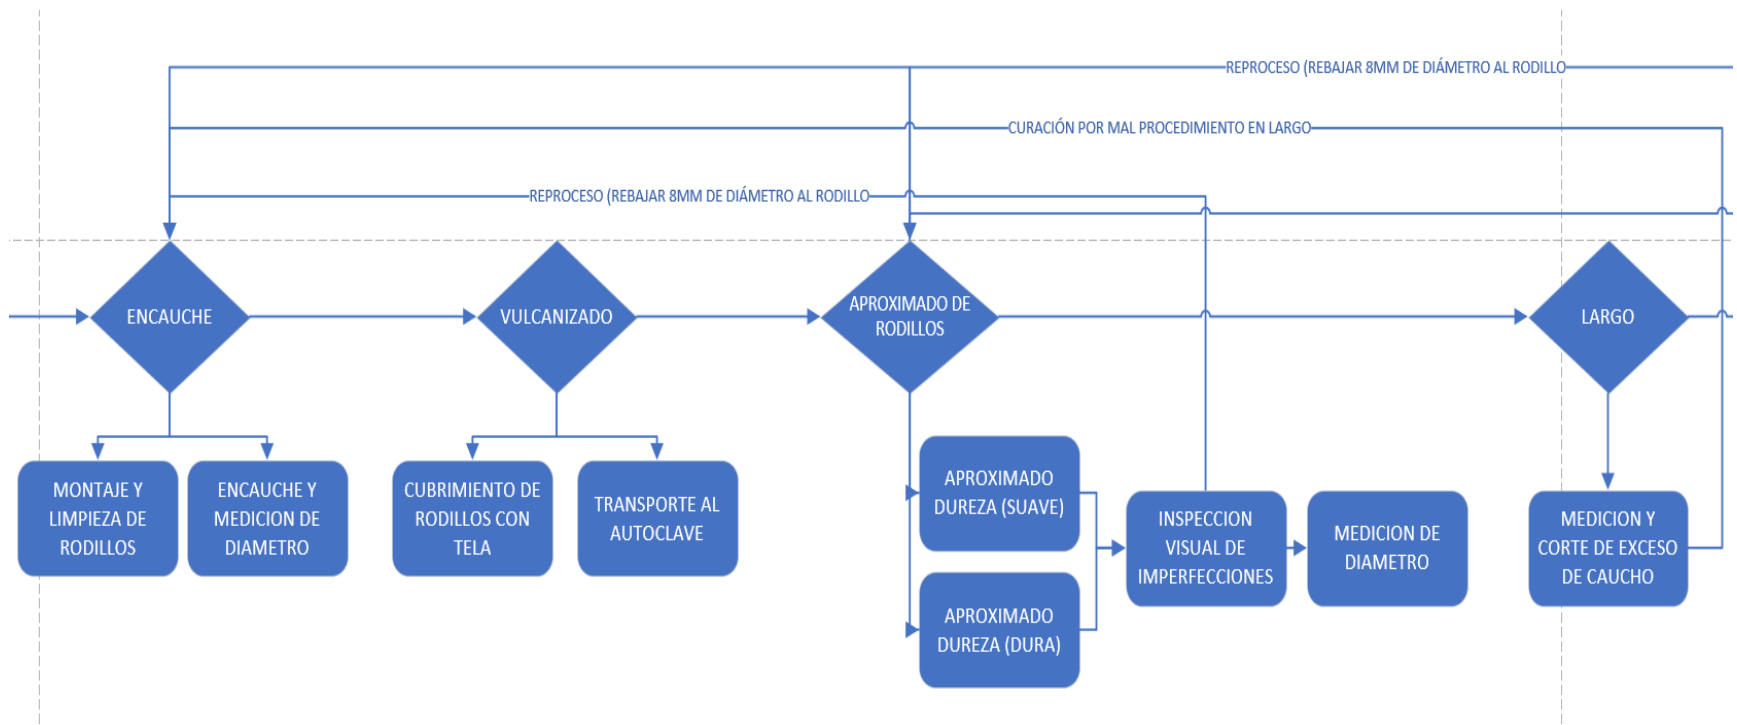 REPROCESO (REBAJAR 8MM DE DIÁMETRO AL RODILLO
CURACIÓN POR MAL PROCEDIMIENTO EN LARGO
REPROCESO (REBAJAR 8MM DE DIÁMETRO AL RODILLO
ENCAUCHE
VULCANIZADO
APROXIMADO DE
RODILLOS
LARGO
MONTAJE Y
LIMPIEZA DE
RODILLOS
ENCAUCHE Y
MEDICION DE
DIAMETRO
CUBRIMIENTO DE
RODILLOS CON
TELA
TRANSPORTE AL
AUTOCLAVE
APROXIMADO
DUREZA (SUAVE)
APROXIMADO
DUREZA (DURA)
INSPECCION
VISUAL DE
IMPERFECCIONES
MEDICION DE
DIAMETRO
MEDICION Y
CORTE DE EXCESO
DE CAUCHO